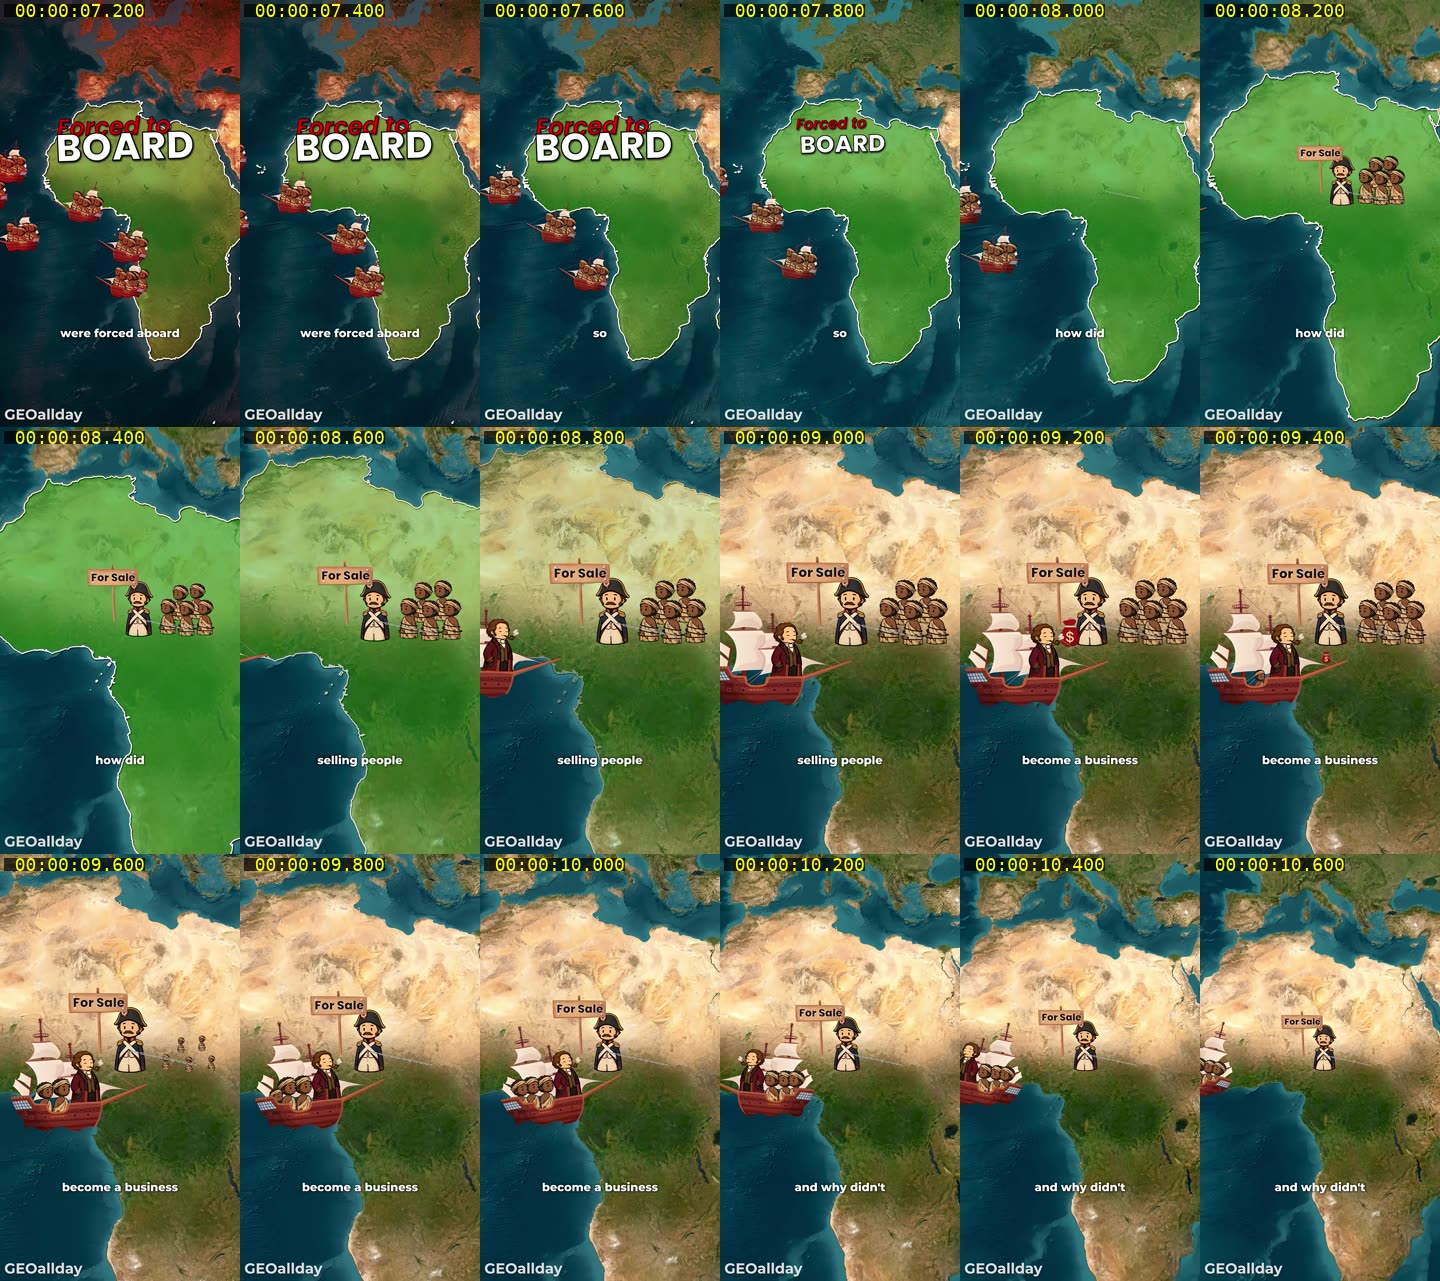 00:00:07.200
Forced to
BOARD
were forced aboard
GEOallday
00:00:07.400
Forced to
BOARD
were forced aboard
GEOallday
00:00:07.600
Forced to
BOARD
so
GEOallday
00:00:07.800
Forced to
BOARD
so
GEOallday
00:00:08.000
how did
GEOallday
00:00:08.200
For Sale
how did
GEOallday
00:00:08.400
For Sale
how did
GEOallday
00:00:08.600
For Sale
selling people
GEOallday
00:00:08.800
For Sale
selling people
GEOallday
00:00:09.000
For Sale
selling people
GEOallday
00:00:09.200
For Sale
$
become a business
GEOallday
00:00:09.400
For Sale
$
become a business
GEOallday
00:00:09.600
For Sale
become a business
GEOallday
00:00:09.800
For Sale
become a business
GEOallday
00:00:10.000
For Sale
become a business
GEOallday
00:00:10.200
For Sale
and why didn't
GEOallday
00:00:10.400
For Sale
and why didn't
GEOallday
00:00:10.600
For Sale
and why didn't
GEOallday